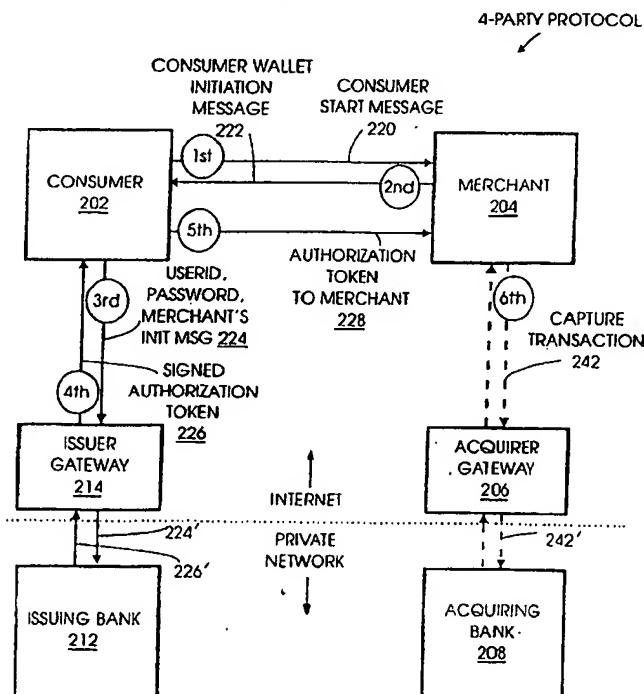 4-PARTY PROTOCOL
CONSUMER WALLET
INITIATION
MESSAGE
222
CONSUMER
START MESSAGE
220
CONSUMER
202
1st
2nd
MERCHANT
204
5th
AUTHORIZATION
TOKEN
TO MERCHANT
228
3rd
USERID,
PASSWORD,
MERCHANT'S
INIT MSG 224
6th
CAPTURE
TRANSACTION
242
4th
SIGNED
AUTHORIZATION
TOKEN
226
ISSUER
GATEWAY
214
ACQUIRER
GATEWAY
206
INTERNET
PRIVATE
NETWORK
224'
226'
242'
ISSUING BANK
212
ACQUIRING
BANK
208